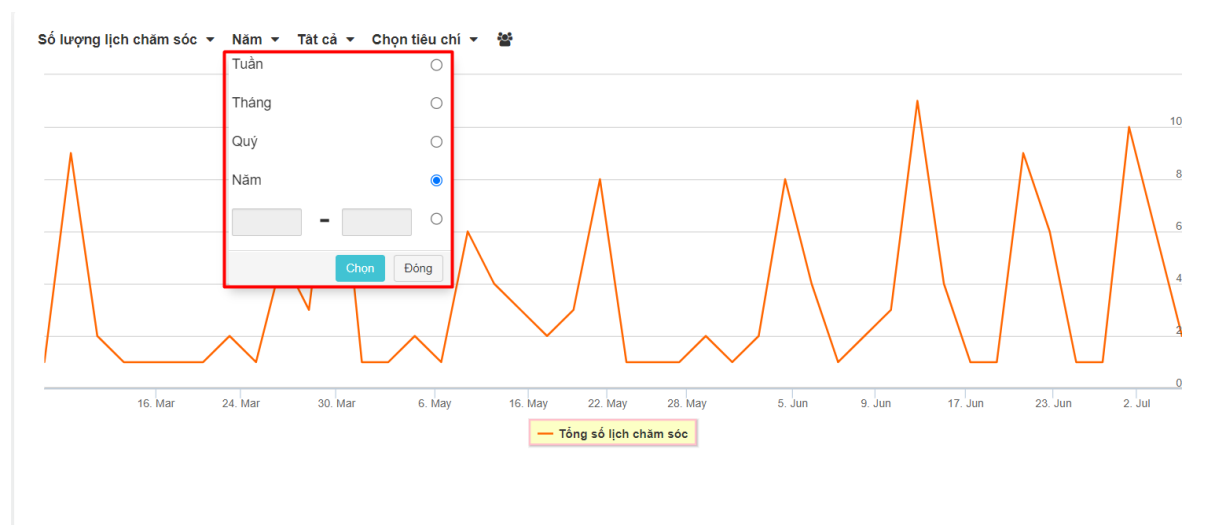 Số lượng lịch chăm sóc Năm Tất cả Chọn tiêu chí
Tuần
Tháng
Quý
Năm
–
Chọn Đóng
10
8
6
4
2
0
16. Mar 24. Mar 30. Mar 6. May 16. May 22. May 28. May 5. Jun 9. Jun 17. Jun 23. Jun 2. Jul
Tổng số lịch chăm sóc